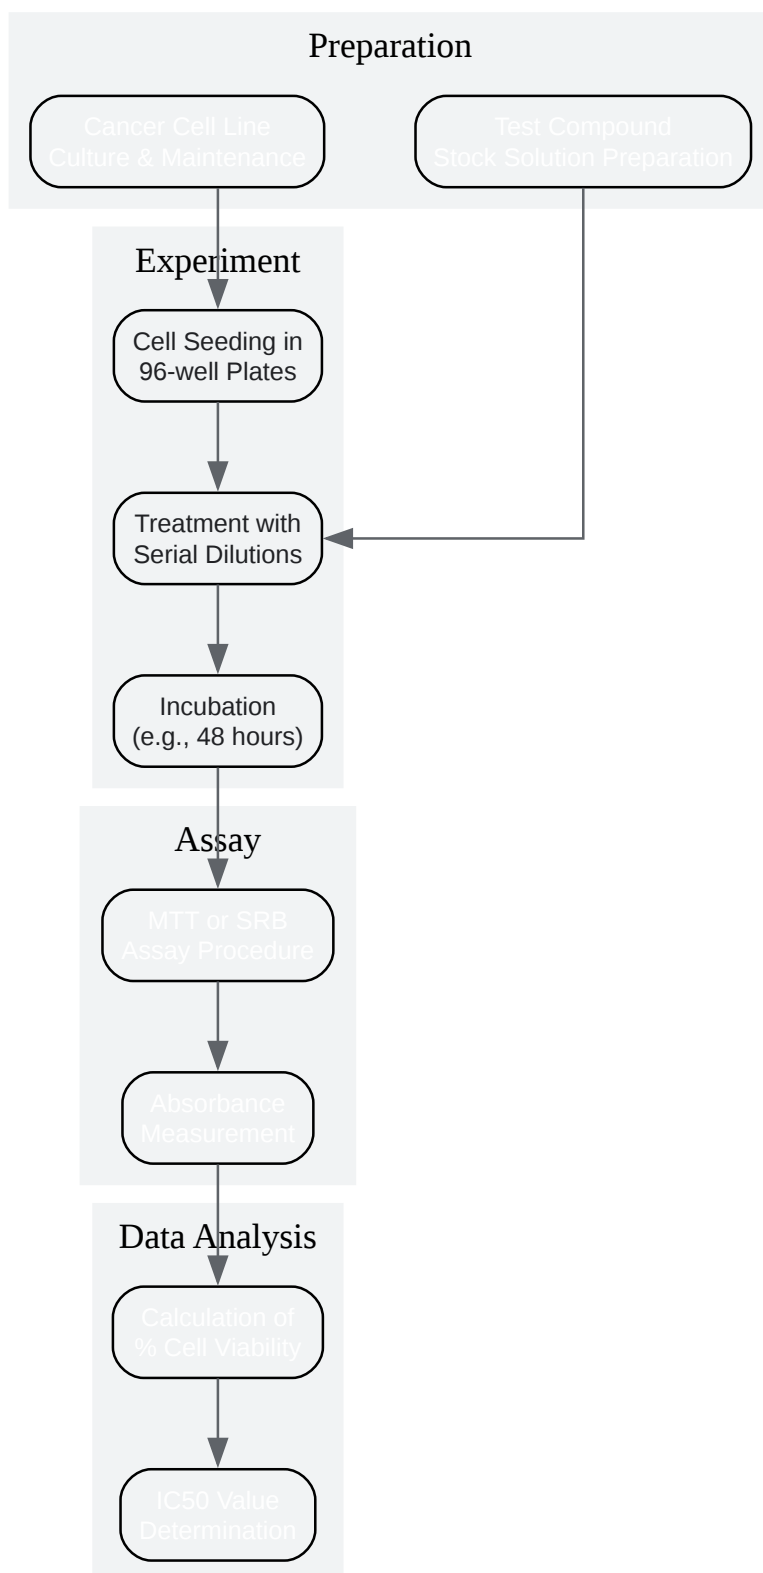 Preparation
Cancer Cell Line
Culture & Maintenance
Test Compound
Stock Solution Preparation
Experiment
Cell Seeding in
96-well Plates
Treatment with
Serial Dilutions
Incubation
(e.g., 48 hours)
Assay
MTT or SRB
Assay Procedure
Absorbance
Measurement
Data Analysis
Calculation of
% Cell Viability
IC50 Value
Determination